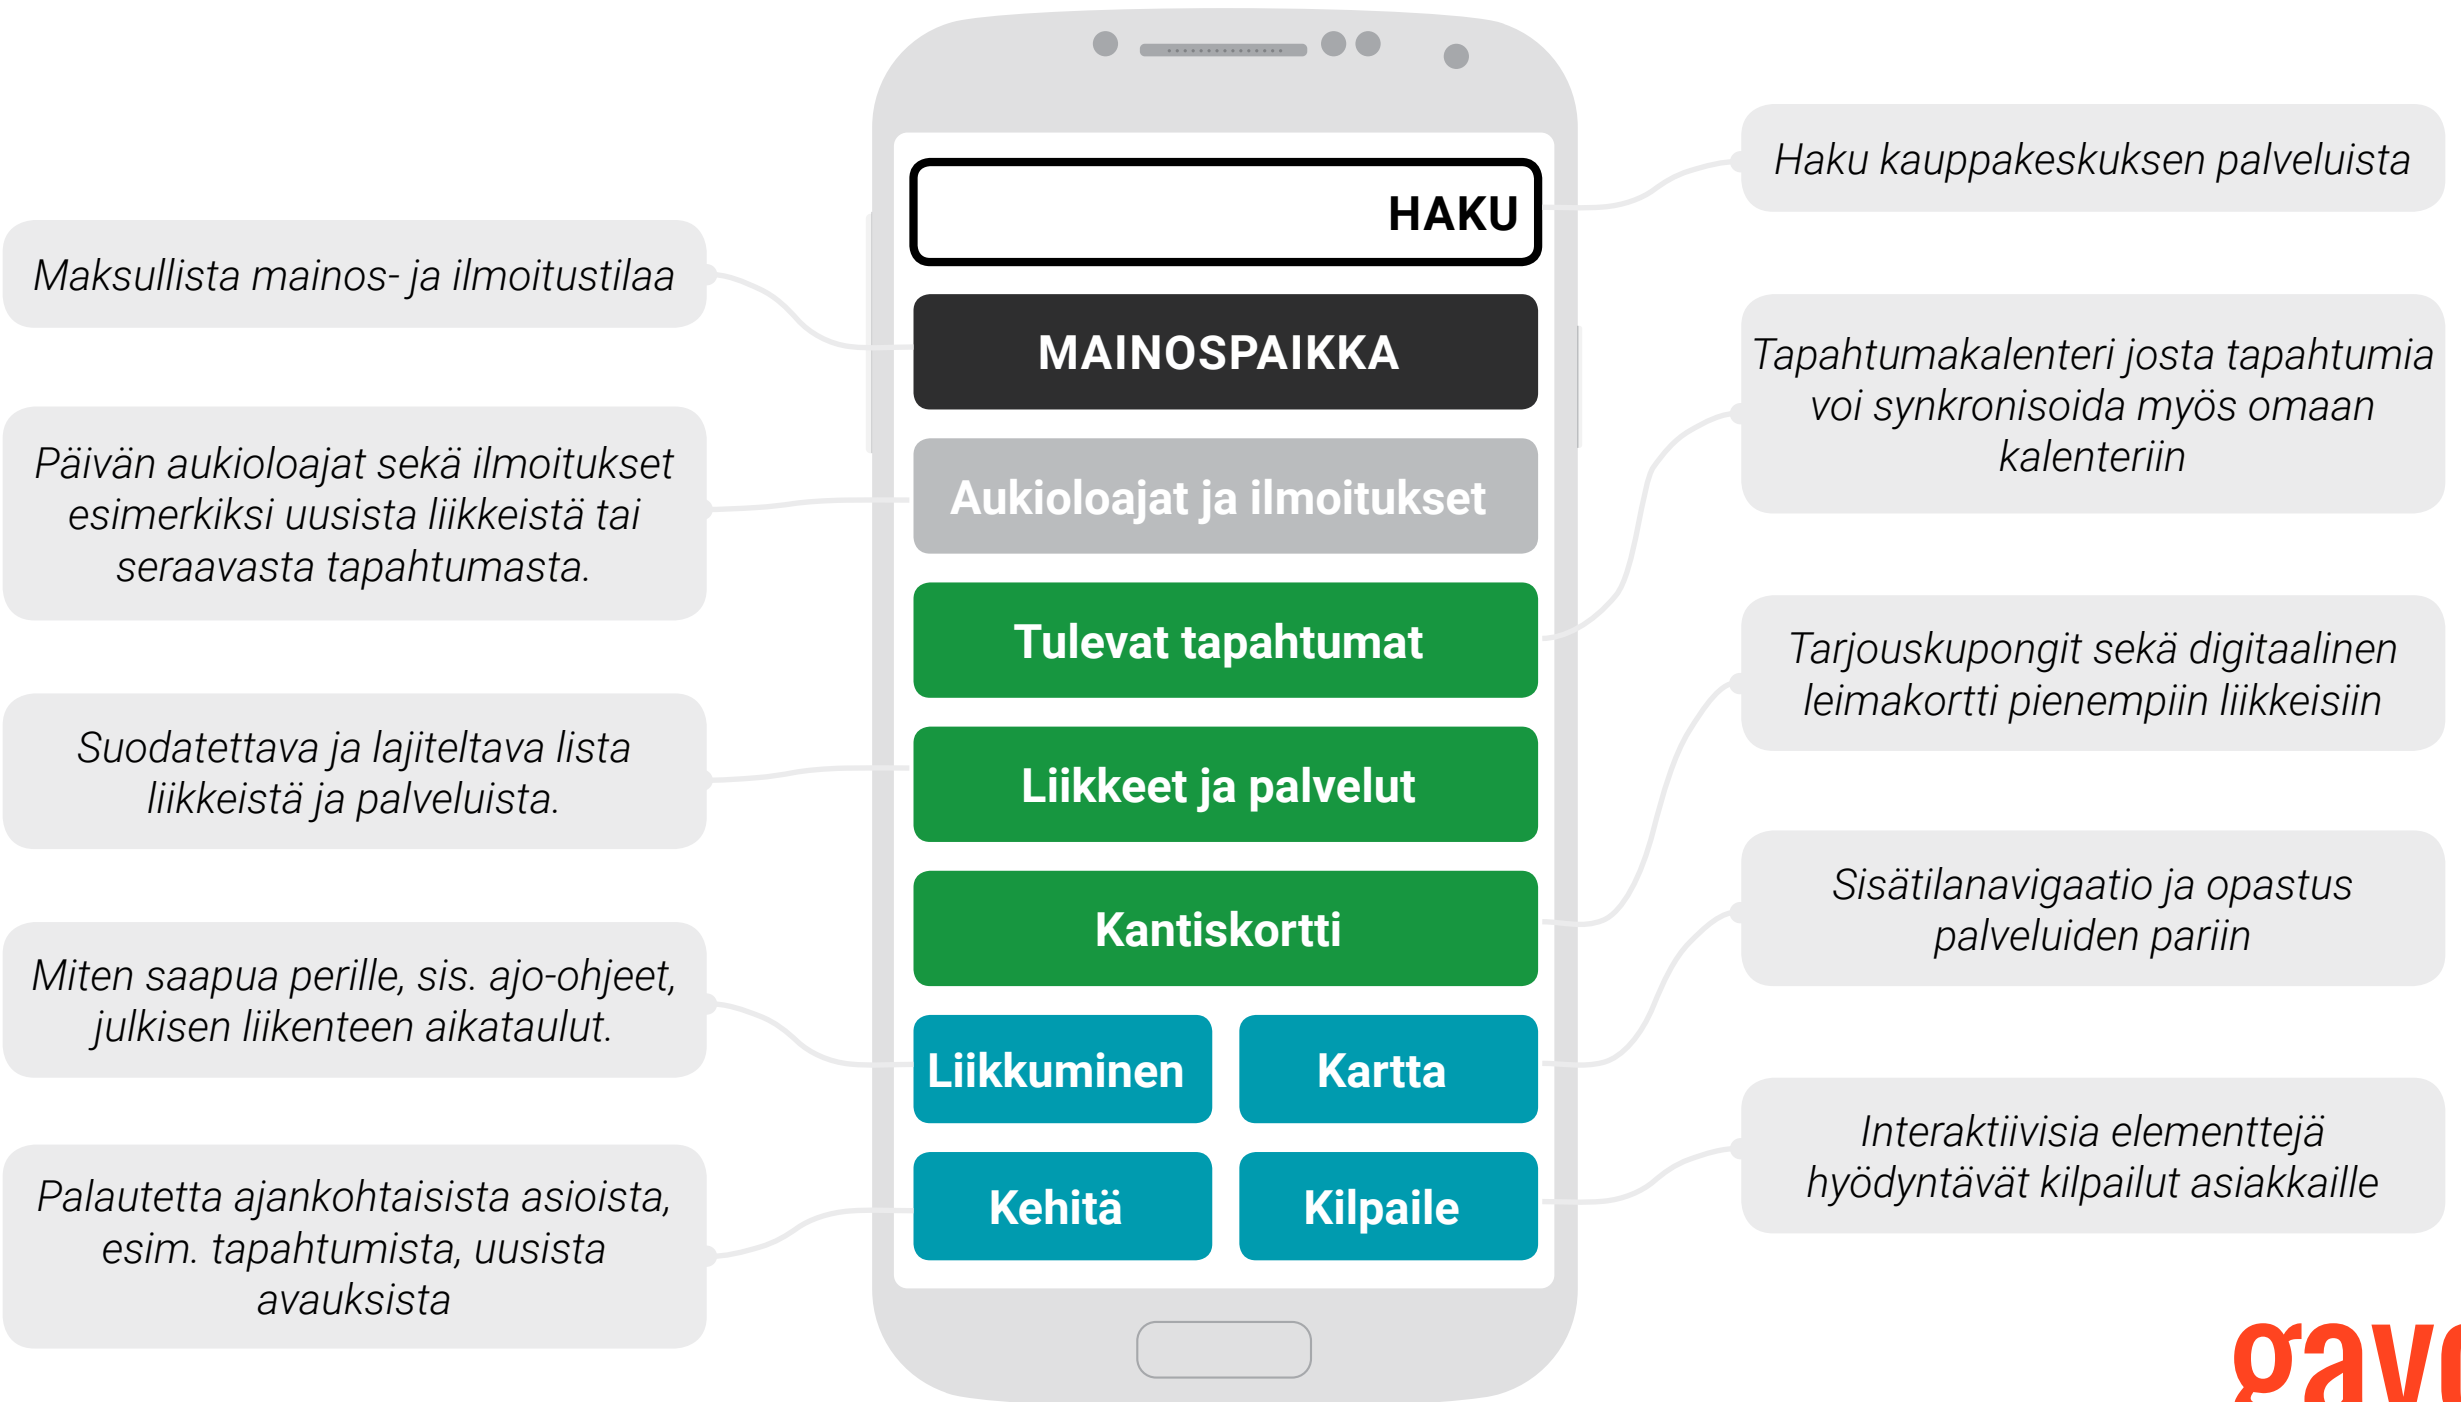 Maksullista mainos- ja ilmoitustilaa
Päivän aukioloajat sekä ilmoitukset
esimerkiksi uusista liikkeistä tai
seraavasta tapahtumasta.
Suodatettava ja lajiteltava lista
liikkeistä ja palveluista.
Miten saapua perille, sis. ajo-ohjeet,
julkisen liikenteen aikataulut.
Palautetta ajankohtaisista asioista,
esim. tapahtumista, uusista
avauksista
HAKU
MAINOSPAIKKA
Aukioloajat ja ilmoitukset
Tulevat tapahtumat
Liikkeet ja palvelut
Kantiskortti
Liikkuminen
Kartta
Kehitä
Kilpaile
Haku kauppakeskuksen palveluista
Tapahtumakalenteri josta tapahtumia
voi synkronisoida myös omaan
kalenteriin
Tarjouskupongit sekä digitaalinen
leimakortti pienempiin liikkeisiin
Sisätilanavigaatio ja opastus
palveluiden pariin
Interaktiivisia elementtejä
hyödyntävät kilpailut asiakkaille